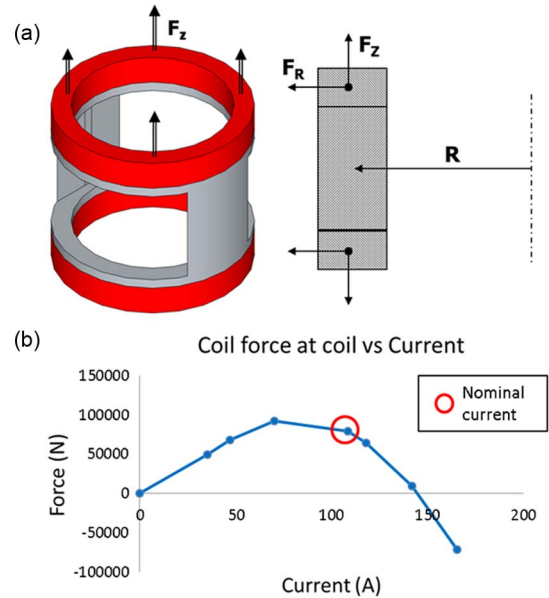 (a)
Fz
FZ
FR
R
(b)
Coil force at coil vs Current
150000
100000
50000
0
-50000
-100000
Force (N)
0
50
100
150
200
Current (A)
Nominal
current